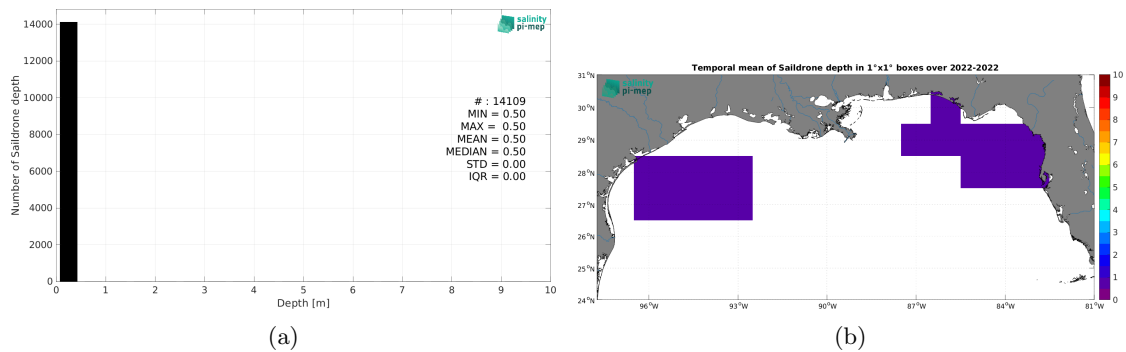 14000
12000
10000
8000
6000
4000
2000
0
Number of Saildrone depth
salinity
pi-mep
# : 14109
MIN = 0.50
MAX = 0.50
MEAN = 0.50
MEDIAN = 0.50
STD = 0.00
IQR = 0.00
0 1 2 3 4 5 6 7 8 9 10
Depth [m]
(a)
Temporal mean of Saildrone depth in 1°x1° boxes over 2022-2022
salinity
pi-mep
31°N
30°N
29°N
28°N
27°N
26°N
25°N
24°N
96°W 93°W 90°W 87°W 84°W 81°W
10
9
8
7
6
5
4
3
2
1
0
(b)